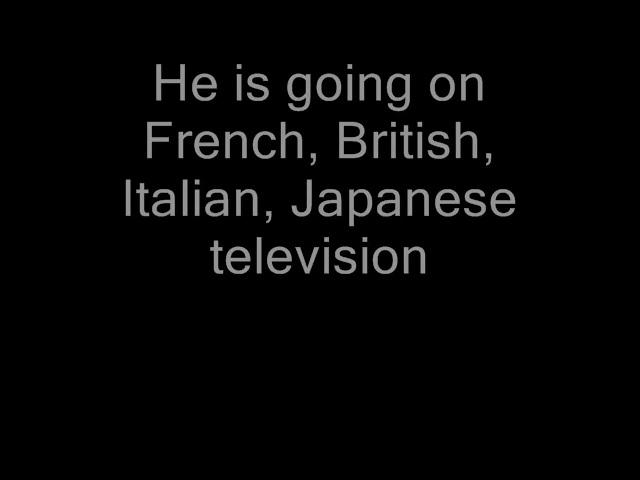 He is going on
French, British,
Italian, Japanese
television